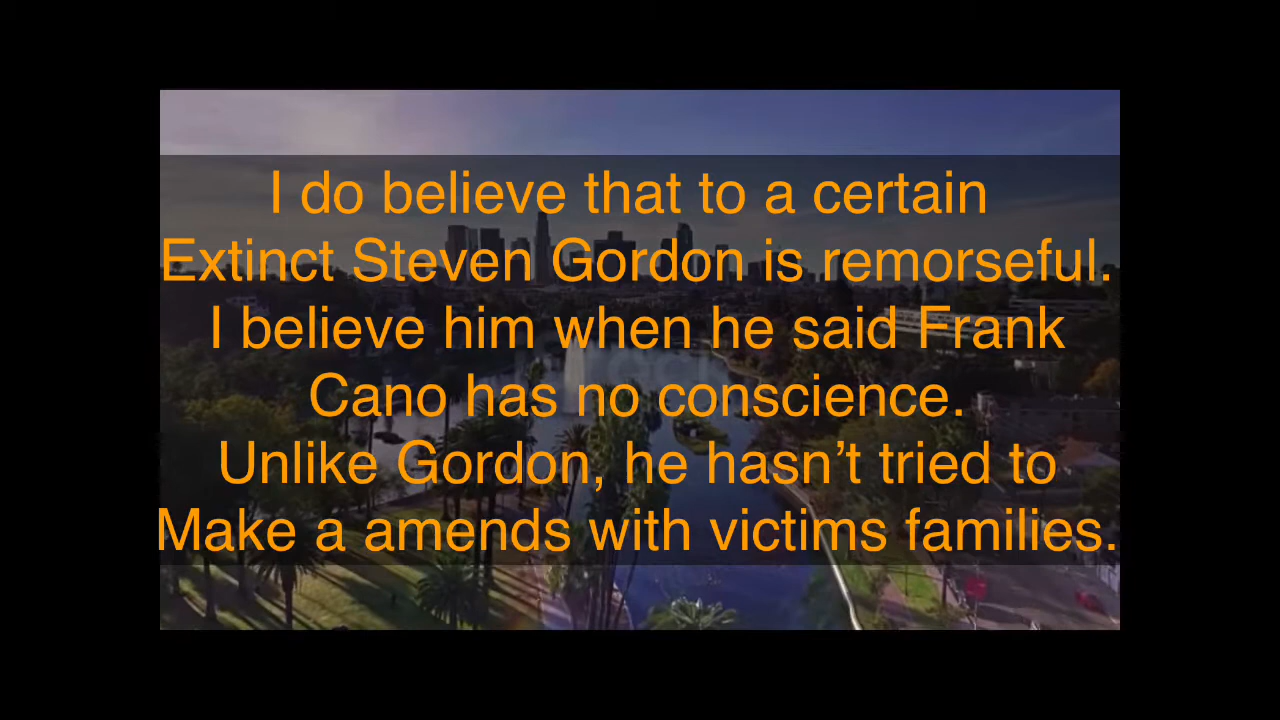 I do believe that to a certain
Extinct Steven Gordon is remorseful.
I believe him when he said Frank
Cano has no conscience.
Unlike Gordon, he hasn’t tried to
Make a amends with victims families.